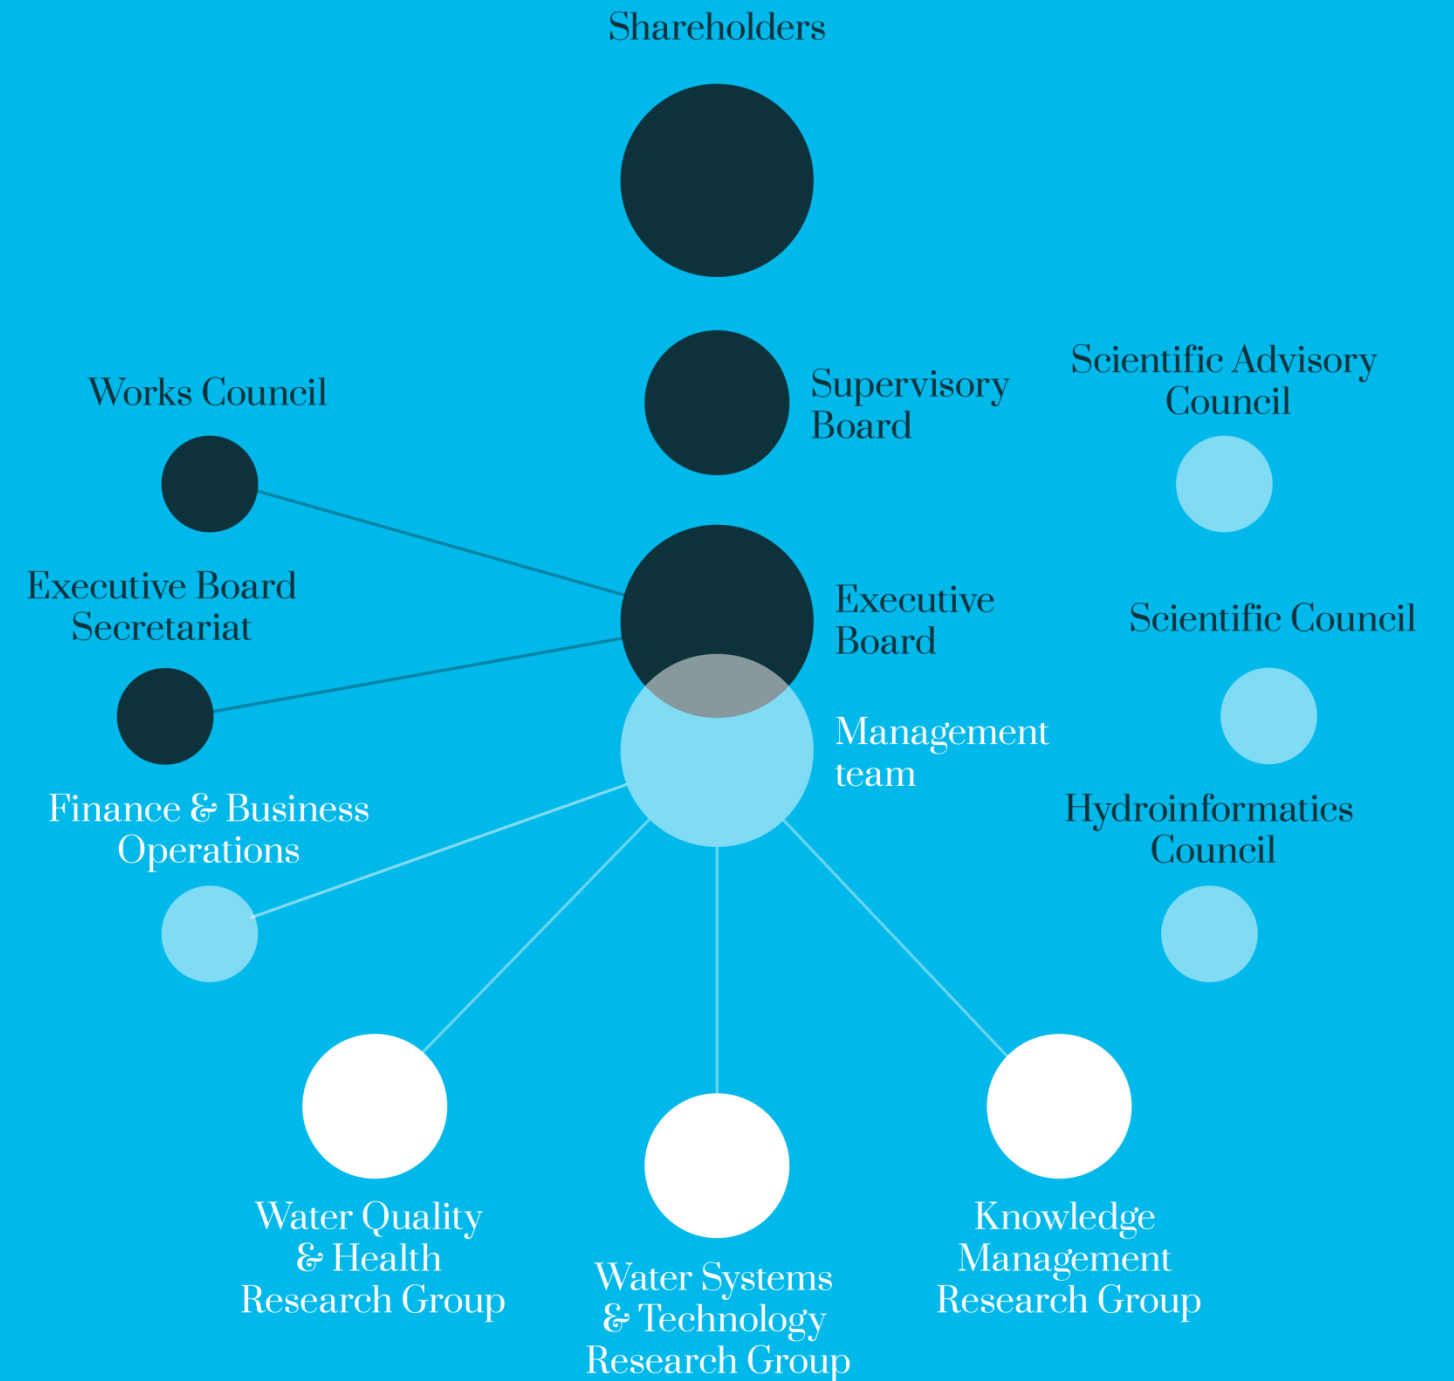 Shareholders
Supervisory
Board
Scientific Advisory
Council
Works Council
Executive Board
Secretariat
Executive
Board
Scientific Council
Management
team
Finance & Business
Operations
Hydroinformatics
Council
Water Quality
& Health
Research Group
Water Systems
& Technology
Research Group
Knowledge
Management
Research Group